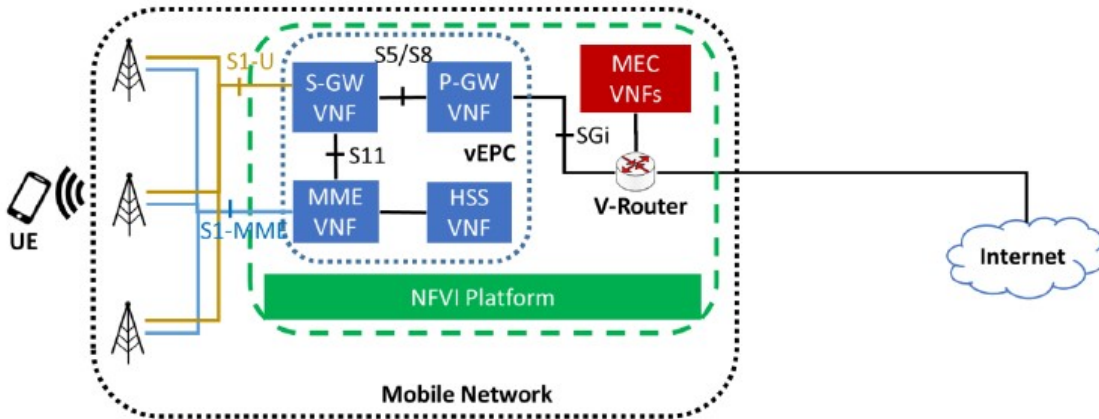 S1-U
S-GW
VNF
S5/S8
P-GW
VNF
MEC
VNFs
SGi
S11
vEPC
UE
S1-MME
MME
VNF
HSS
VNF
V-Router
Internet
NFVI Platform
Mobile Network